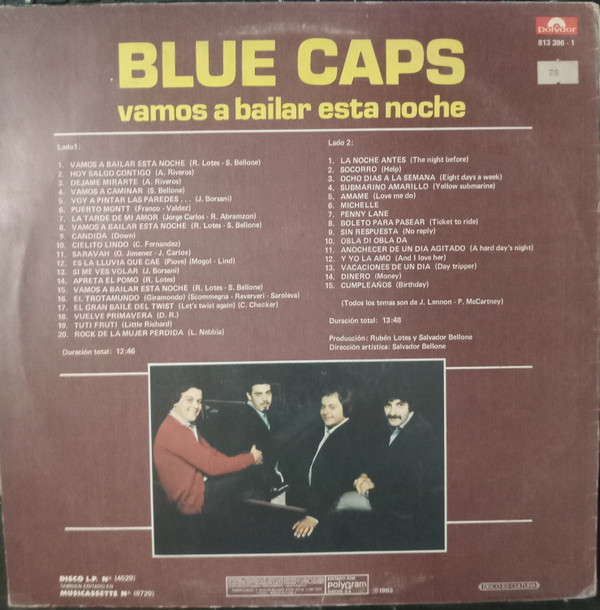 Polydor
813 396 - 1
BLUE CAPS
vamos a bailar esta noche
Lado1:
1. VAMOS A BAILAR ESTA NOCHE (R. Lotes - S. Bellone)
2. HOY SALGO CONTIGO (A. Riveros)
3. DEJAME MIRARTE (A. Riveros)
4. VAMOS A CAMINAR (S. Bellone)
5. VOY A PINTAR LAS PAREDES . . . (J. Borsani)
6. PUERTO MONTT (Franco - Valdez)
7. LA TARDE DE MI AMOR (Jorge Carlos - R. Abramzon)
8. VAMOS A BAILAR ESTA NOCHE (R. Lotes - S. Bellone)
9. CANDIDA (Down)
10. CIELITO LINDO (C. Fernandez)
11. SARAVAH (O. Jimenez - J. Carlos)
12. ES LA LLUVIA QUE CAE (Piove) (Mogol - Lind)
13. SI ME VES VOLAR (J. Borsani)
14. APRETA EL POMO (R. Lotes)
15. VAMOS A BAILAR ESTA NOCHE (R. Lotes - S. Bellone)
16. EL TROTAMUNDO (Giramondo) (Scommegna - Reververi - Saroleva)
17. EL GRAN BAILE DEL TWIST (Let's twist again) (C. Checker)
18. VUELVE PRIMAVERA (D. R.)
19. TUTI FRUTI (Little Richard)
20. ROCK DE LA MUJER PERDIDA (L. Nebbia)
Duración total: 12:46
Lado 2:
1. LA NOCHE ANTES (The night before)
2. SOCORRO (Help)
3. OCHO DIAS A LA SEMANA (Eight days a week)
4. SUBMARINO AMARILLO (Yellow submarine)
5. AMAME (Love me do)
6. MICHELLE
7. PENNY LANE
8. BOLETO PARA PASEAR (Ticket to ride)
9. SIN RESPUESTA (No reply)
10. OBLA DI OBLA DA
11. ANOCHECER DE UN DIA AGITADO (A hard day's night)
12. Y YO LA AMO (And I love her)
13. VACACIONES DE UN DIA (Day tripper)
14. DINERO (Money)
15. CUMPLEAÑOS (Birthday)
(Todos los temas son de J. Lennon - P. McCartney)
Duración total: 13:48
Producción: Rubén Lotes y Salvador Bellone
Dirección artística: Salvador Bellone
DISCO L.P. Nº (4529)
TAMBIEN EDITADO EN
MUSICASSETTE Nº (9729)
EDITADO POR
polygram
©1983
DISCO ES CULTURA